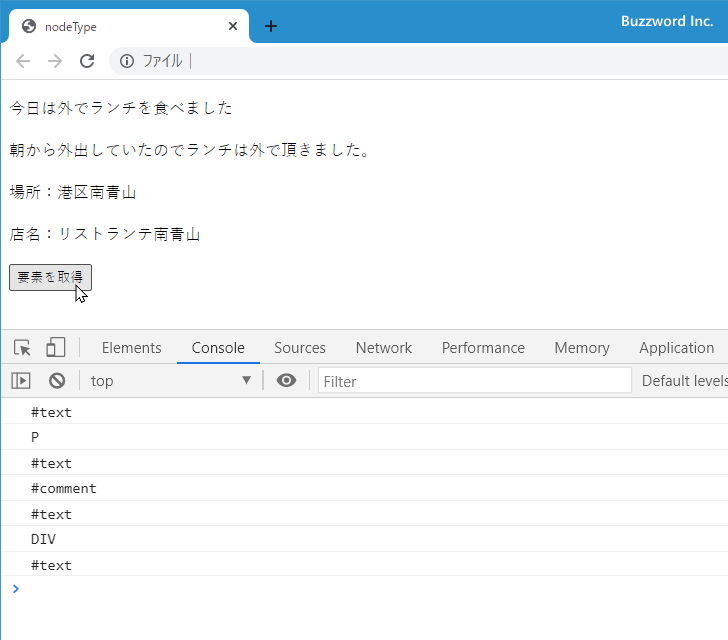 nodeType
Buzzword Inc.
ファイル
今日は外でランチを食べました
朝から外出していたのでランチは外で頂きました。
場所：港区南青山
店名：リストランテ南青山
要素を取得
Elements Console Sources Network Performance Memory Application
top Filter Default levels
#text
P
#text
#comment
#text
DIV
#text